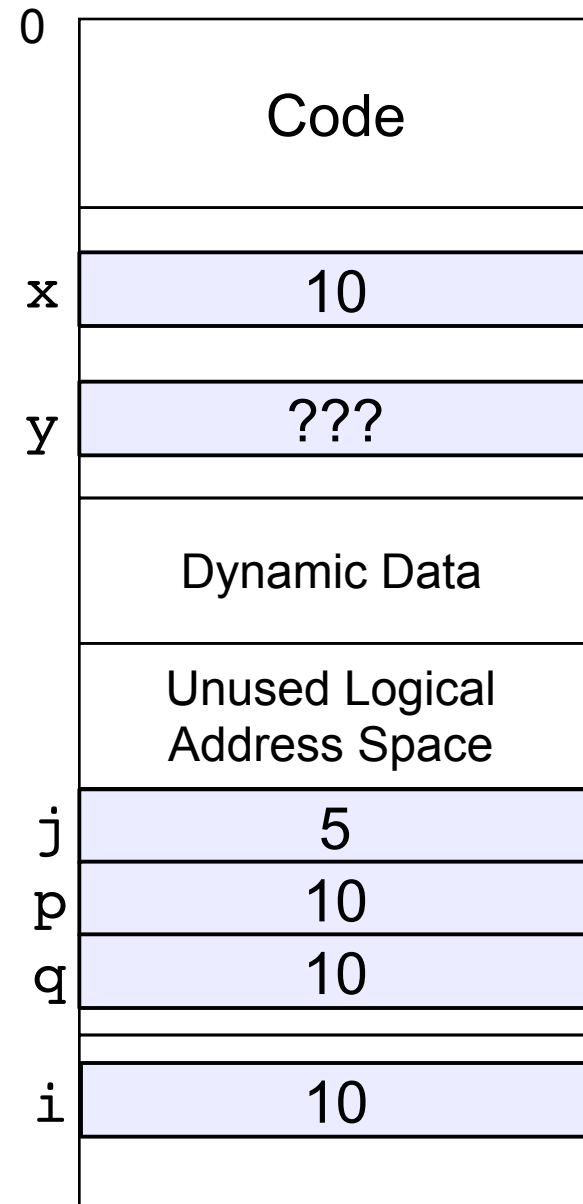 0
Code
x 10
y ???
Dynamic Data
Unused Logical
Address Space
j 5
p 10
q 10
i 10